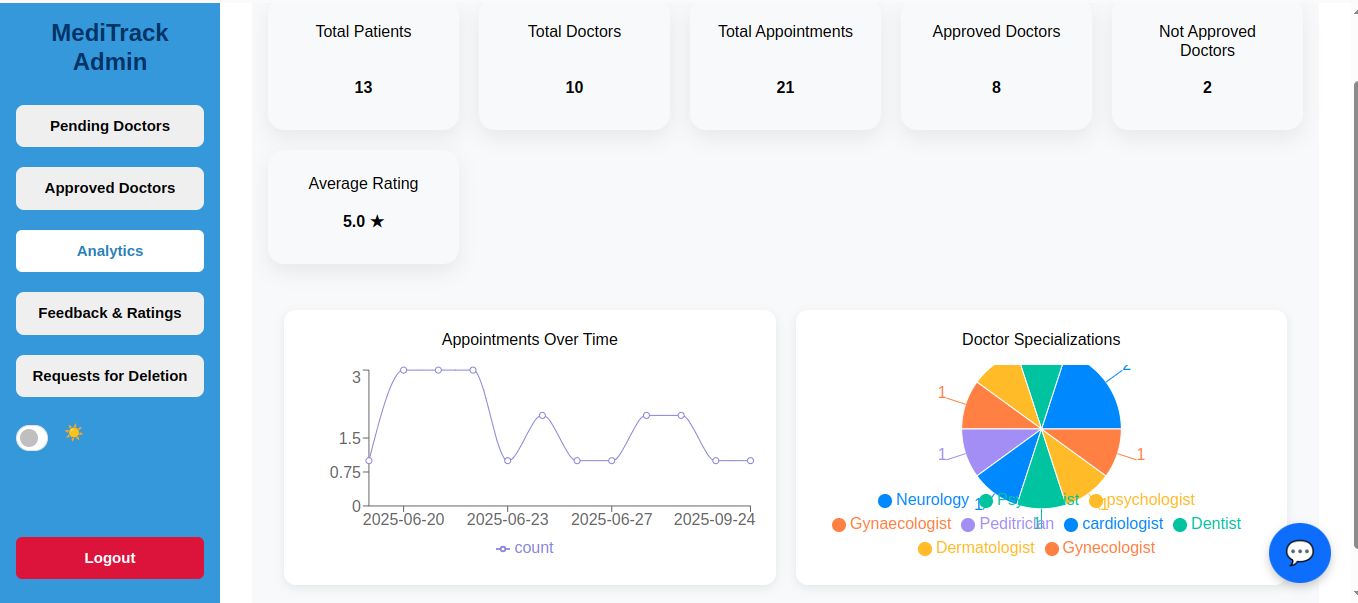 MediTrack
Admin
Pending Doctors
Approved Doctors
Analytics
Feedback & Ratings
Requests for Deletion
Logout
Total Patients
13
Total Doctors
10
Total Appointments
21
Approved Doctors
8
Not Approved
Doctors
2
Average Rating
5.0 ★
Appointments Over Time
3
1.5
0.75
0
2025-06-20 2025-06-23 2025-06-27 2025-09-24
count
Doctor Specializations
2
1
1
1
1
1
1
Neurology psychologist
Gynaecologist Peditrician cardiologist Dentist
Dermatologist Gynecologist